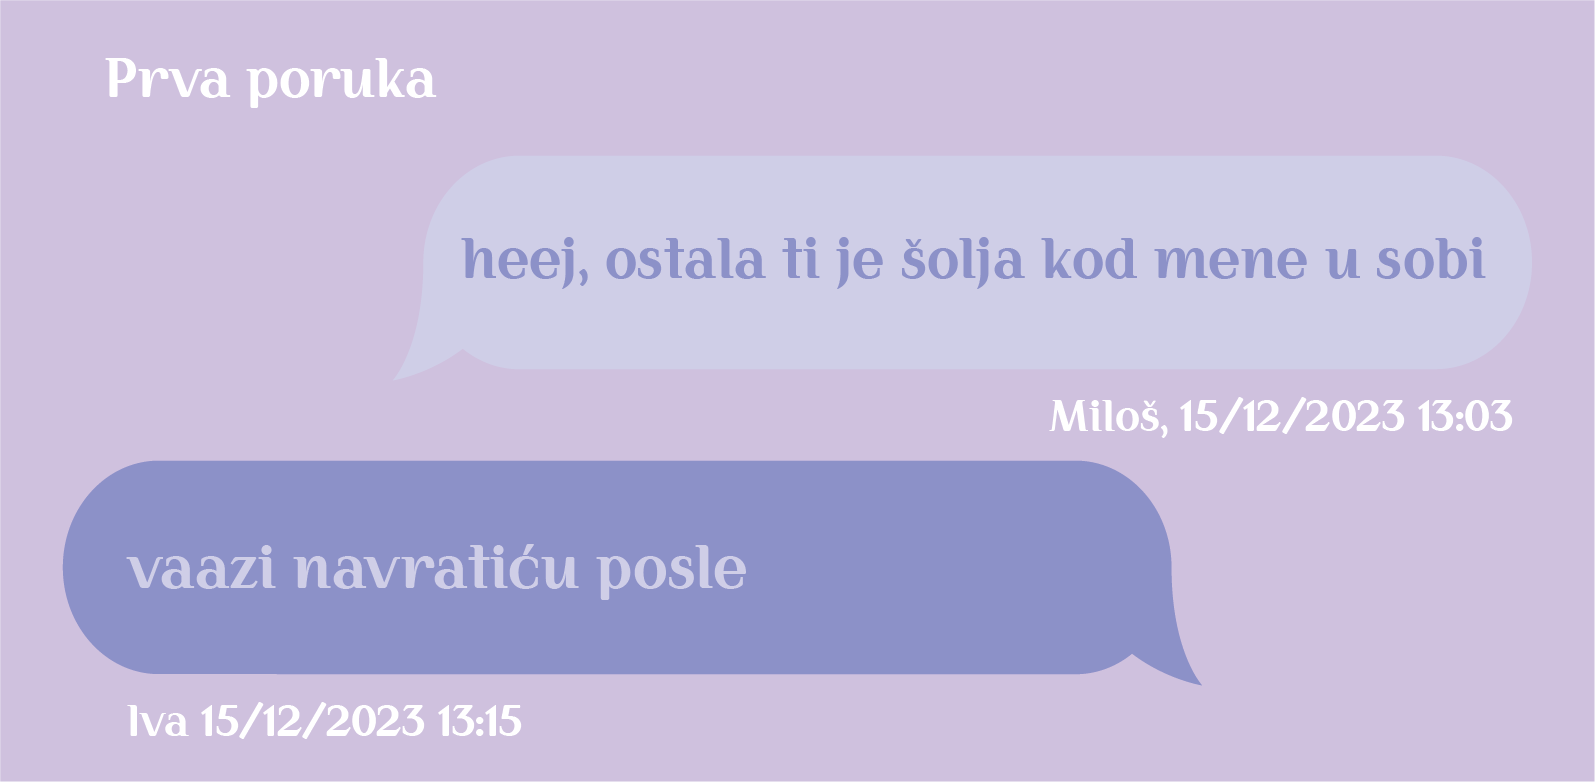 Prva poruka
heej, ostala ti je šolja kod mene u sobi
Miloš, 15/12/2023 13:03
vaazi navratiću posle
Iva 15/12/2023 13:15